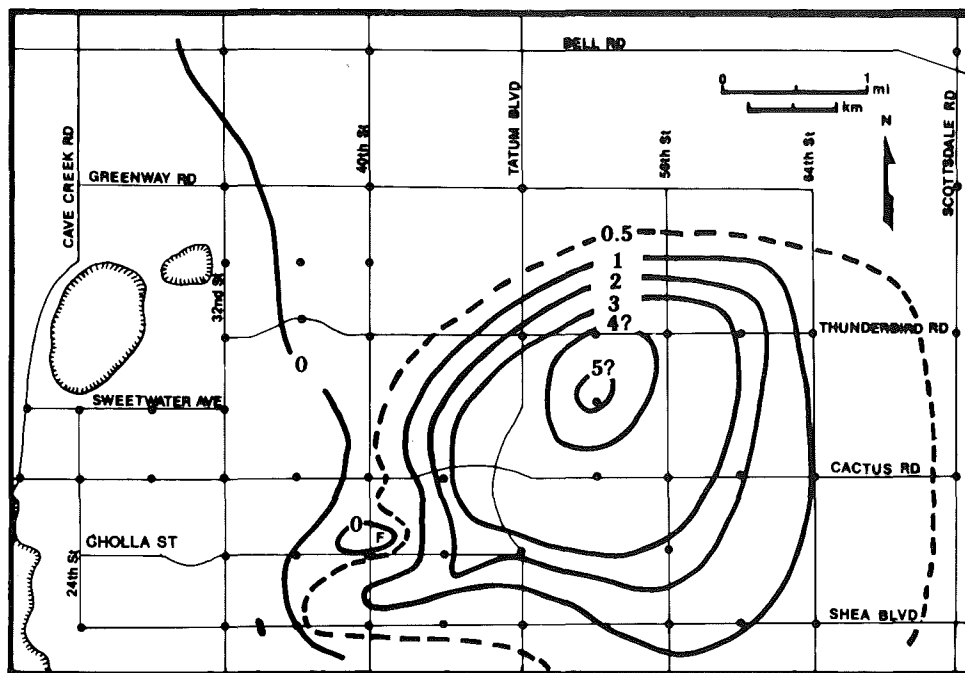 BELL RD
0 1
mi
km
N
CAVE CREEK RD
40th St
TATUM BLVD
56th St
64th St
SCOTTSDALE RD
GREENWAY RD
0.5
1
2
3
4?
5?
32nd St
THUNDERBIRD RD
0
SWEETWATER AVE
CACTUS RD
0
F
CHOLLA ST
24th St
SHEA BLVD